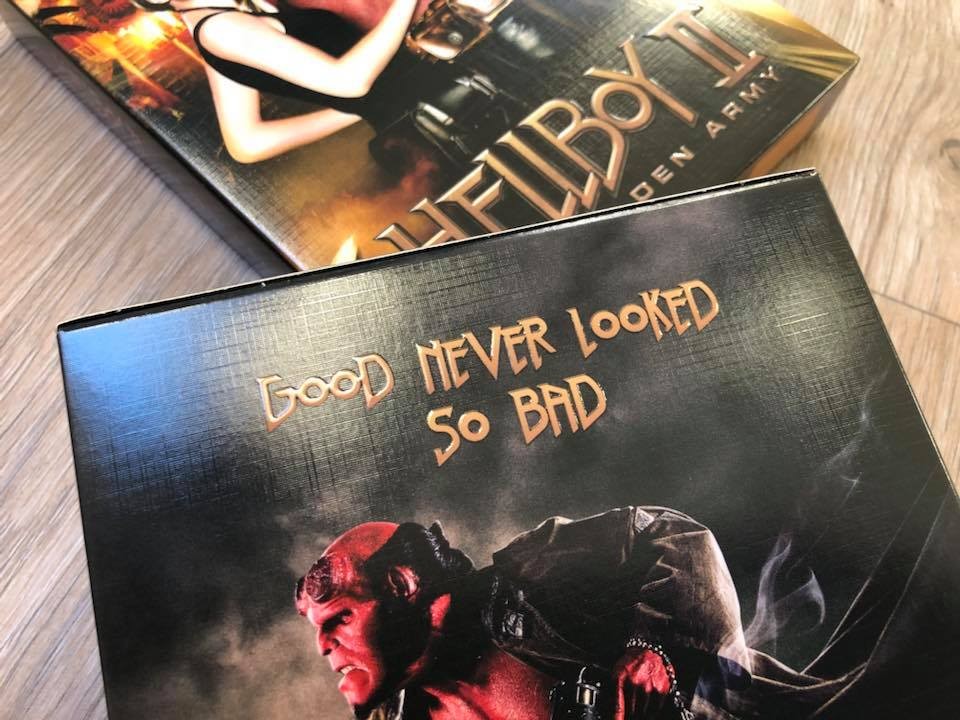 HELLBOY II
DEN ARMY
GOOD NEVER LOOKED
SO BAD